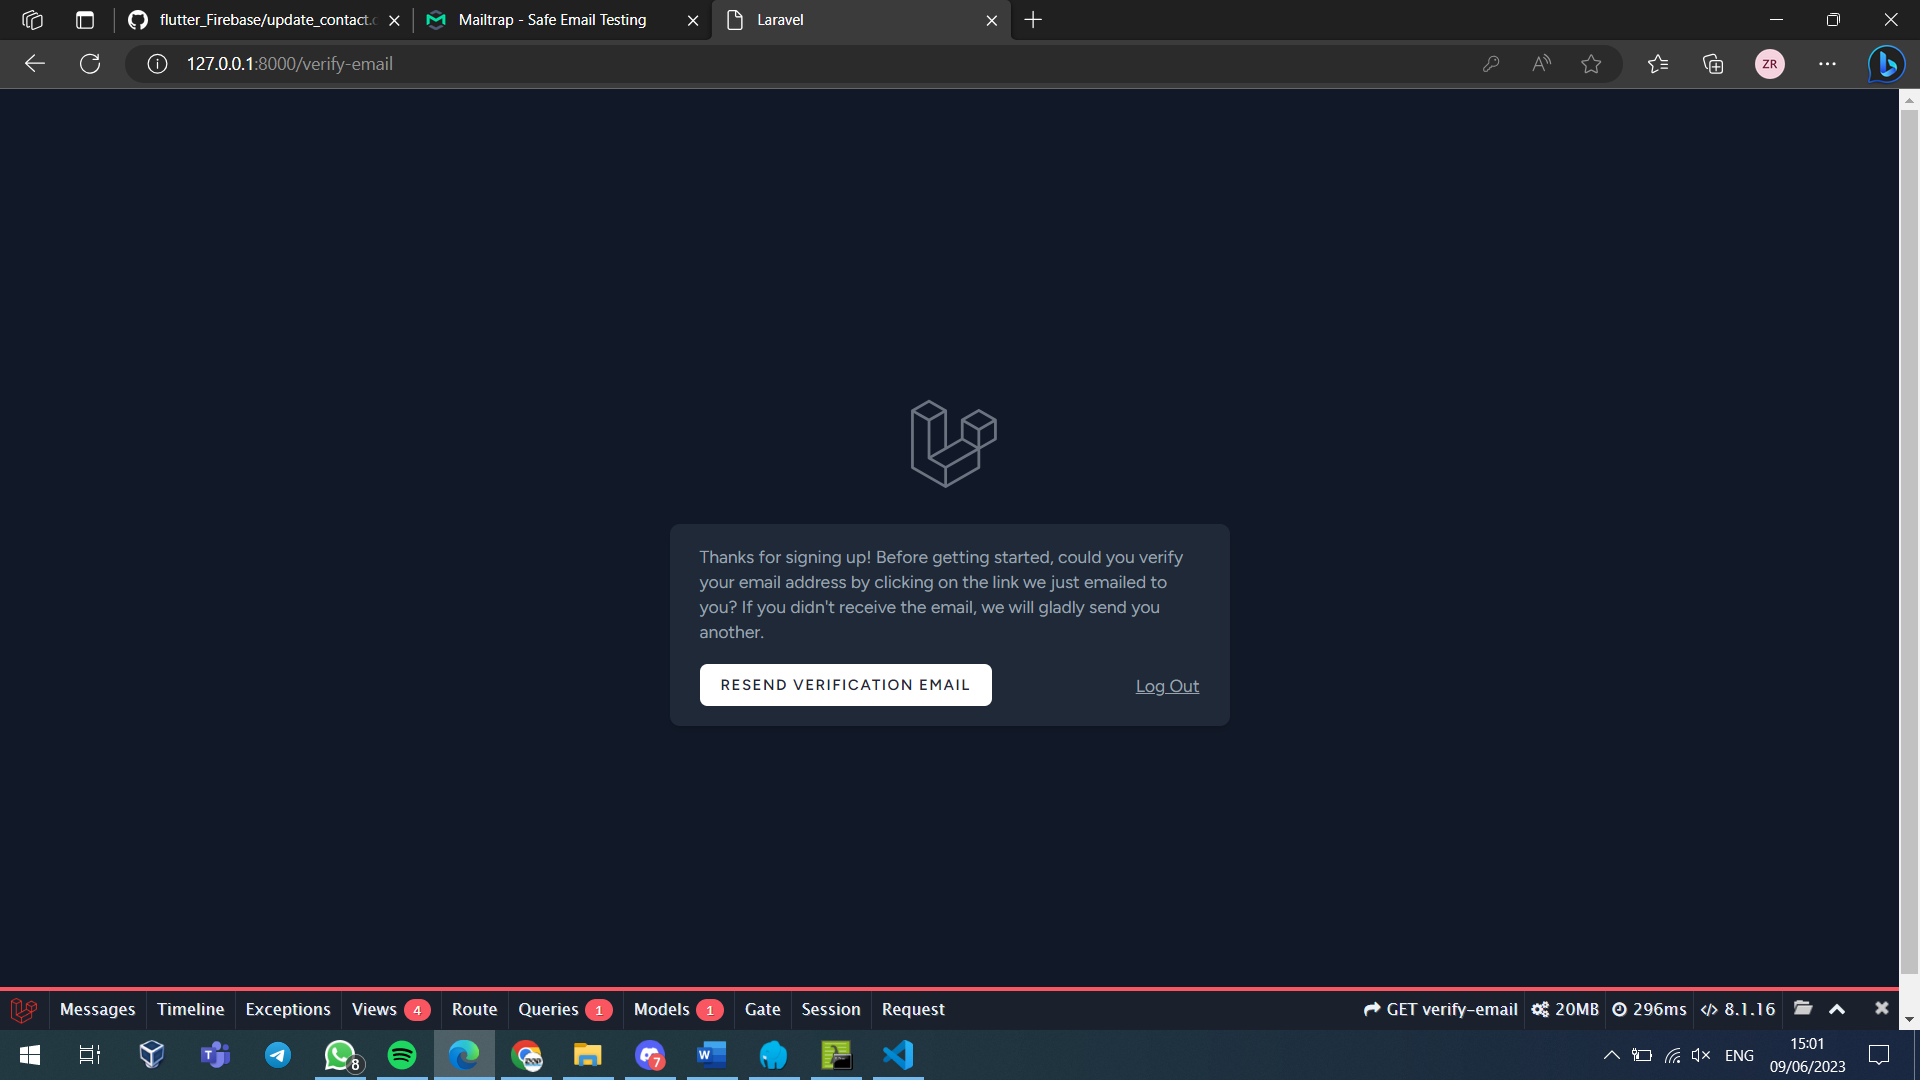 flutter_Firebase/update_contact.
Mailtrap - Safe Email Testing
Laravel
127.0.0.1:8000/verify-email
ZR
Thanks for signing up! Before getting started, could you verify
your email address by clicking on the link we just emailed to
you? If you didn't receive the email, we will gladly send you
another.
RESEND VERIFICATION EMAIL
Log Out
Messages Timeline Exceptions Views 4 Route Queries 1 Models 1 Gate Session Request
GET verify-email 20MB 296ms 8.1.16
8
7
ENG
15:01
09/06/2023